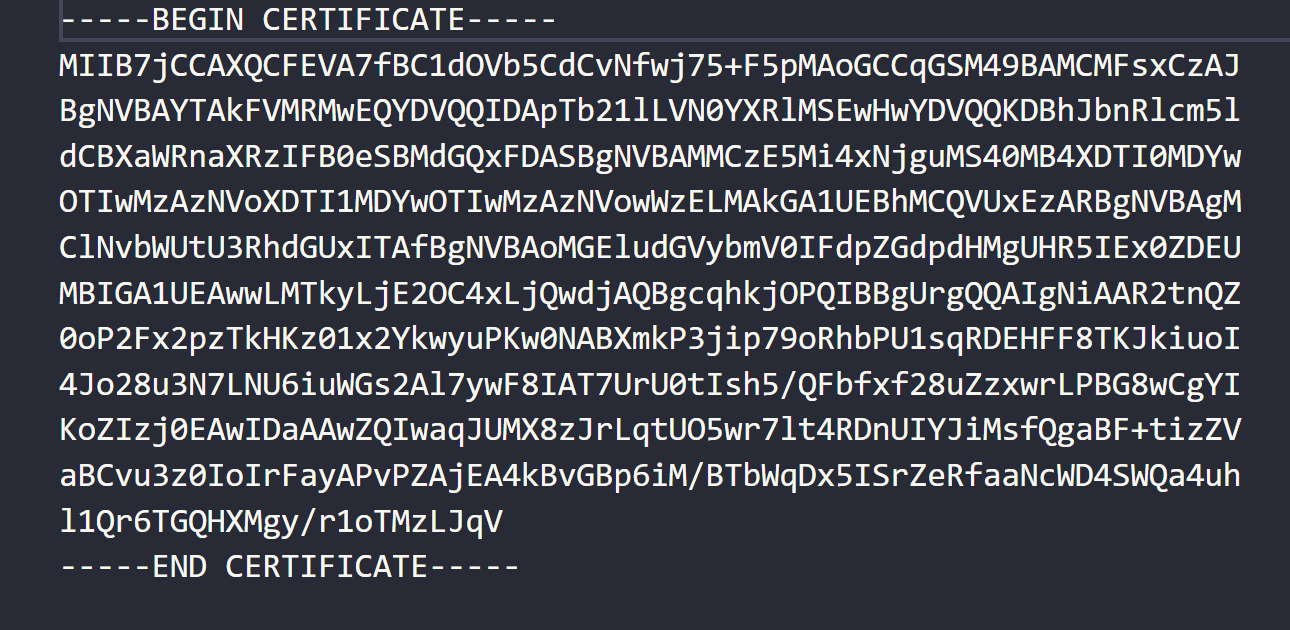 -----BEGIN CERTIFICATE-----
MIIB7jCCAXQCFEVA7fBC1dOVb5CdCvNfwj75+F5pMAoGCCqGSM49BAMCMFsxCzAJ
BgNVBAYTAkFVMRMwEQYDVQQIDApTb21lLVN0YXRlMSEwHwYDVQQKDBhJbnRlcm5l
dCBXaWRnaXRzIFB0eSBMdGQxFDASBgNVBAMMCzE5Mi4xNjguMS40MB4XDTI0MDYw
OTIwMzAzNVoXDTI1MDYwOTIwMzAzNVowWzELMAkGA1UEBhMCQVUxEzARBgNVBAgM
ClNvbWUtU3RhdGUxITAfBgNVBAoMGEludGVybmV0IFdpZGdpdHMgUHR5IEx0ZDEU
MBIGA1UEAwwLMTkyLjE2OC4xLjQwdjAQBgcqhkjOPQIBBgUrgQQAIgNiAAR2tnQZ
0oP2Fx2pzTkHKz01x2YkwyuPKw0NABXmkP3jip79oRhbPU1sqRDEHFF8TKJkiuoI
4Jo28u3N7LNU6iuWGs2Al7ywF8IAT7UrU0tIsh5/QFbfxf28uZzxwrLPBG8wCgYI
KoZIzj0EAwIDaAAwZQIwaqJUMX8zJrLqtUO5wr7lt4RDnUIYJiMsfQgaBF+tizZV
aBCvu3z0IoIrFayAPvPZAjEA4kBvGBp6iM/BTbWqDx5ISrZeRfaaNcWD4SWQa4uh
l1Qr6TGQHXMgy/r1oTMzLJqV
-----END CERTIFICATE-----